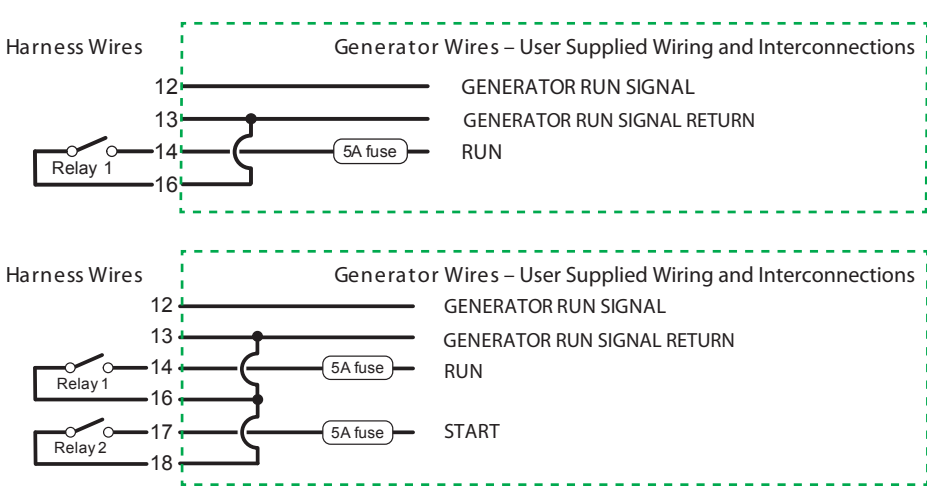 Harness Wires
Generator Wires – User Supplied Wiring and Interconnections
12 GENERATOR RUN SIGNAL
13 GENERATOR RUN SIGNAL RETURN
14 5A fuse RUN
Relay 1
16
Harness Wires
Generator Wires – User Supplied Wiring and Interconnections
12 GENERATOR RUN SIGNAL
13 GENERATOR RUN SIGNAL RETURN
14 5A fuse RUN
Relay 1
16
17 5A fuse START
Relay 2
18